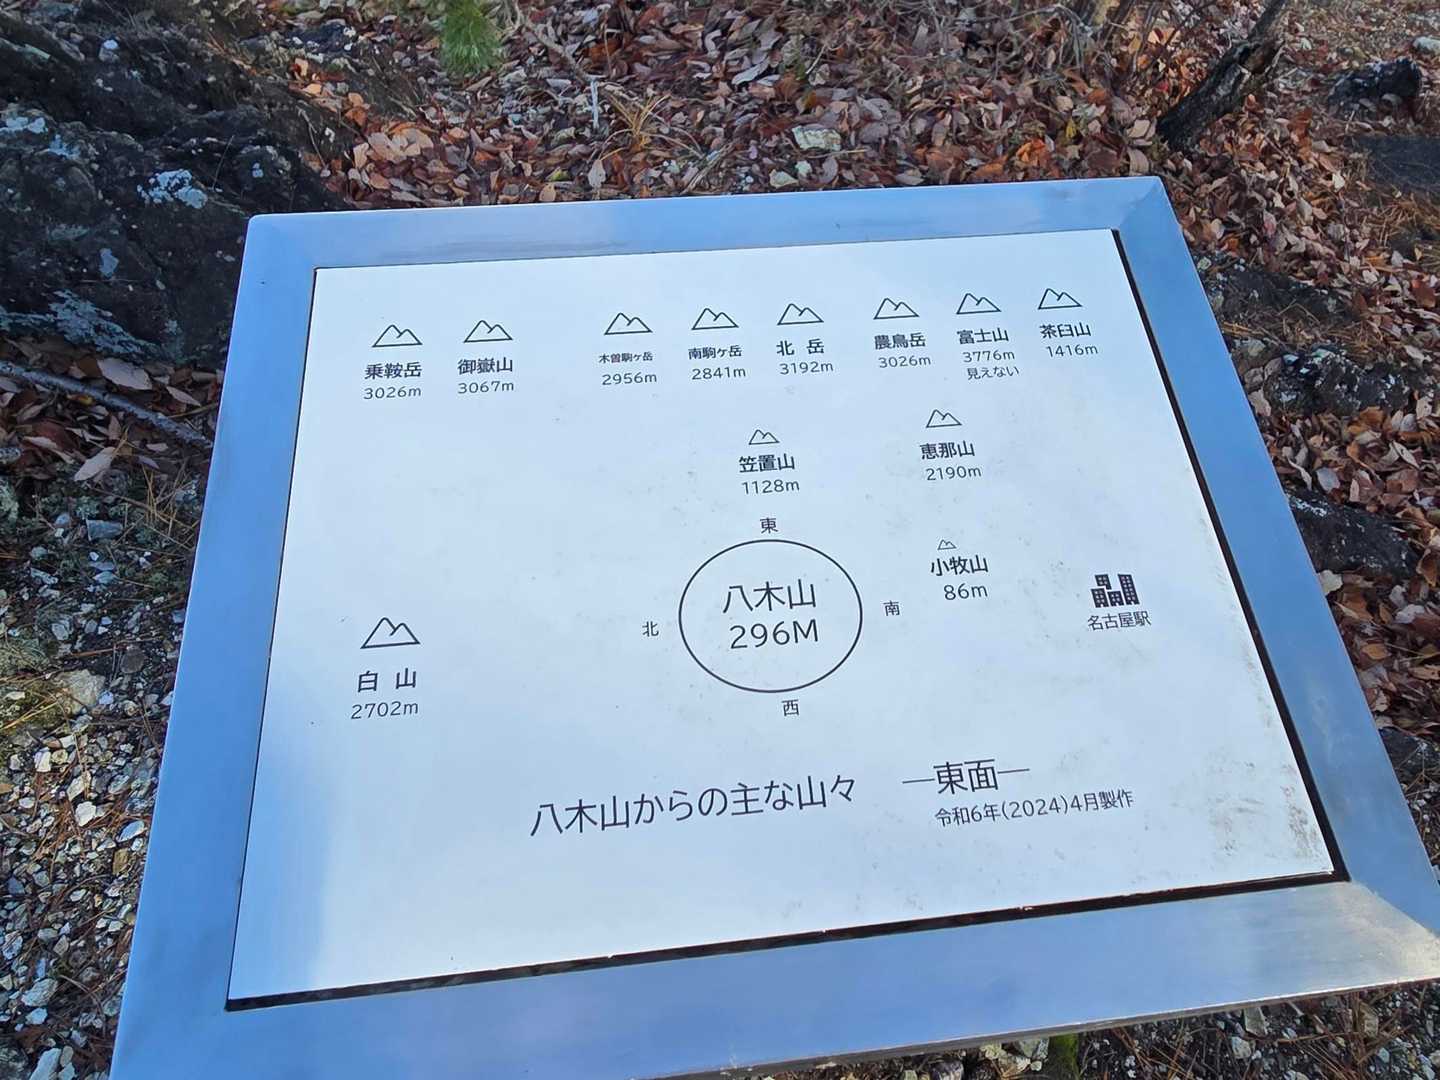 乗鞍岳
3026m
御嶽山
3067m
木曽駒ヶ岳
2956m
南駒ヶ岳
2841m
北岳
3192m
農鳥岳
3026m
富士山
3776m
見えない
茶臼山
1416m
笠置山
1128m
恵那山
2190m
東
八木山
296M
北
南
西
小牧山
86m
名古屋駅
白山
2702m
八木山からの主な山々 ―東面―
令和6年(2024)4月製作